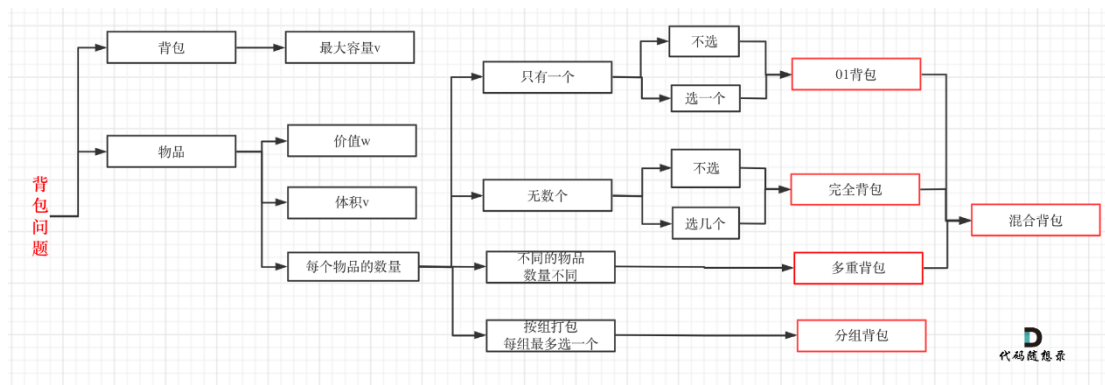 背包问题
背包
最大容量v
物品
价值w
体积v
每个物品的数量
只有一个
不选
选一个
01背包
无数个
不选
选几个
完全背包
不同的物品
数量不同
多重背包
混合背包
按组打包
每组最多选一个
分组背包
代码随想录